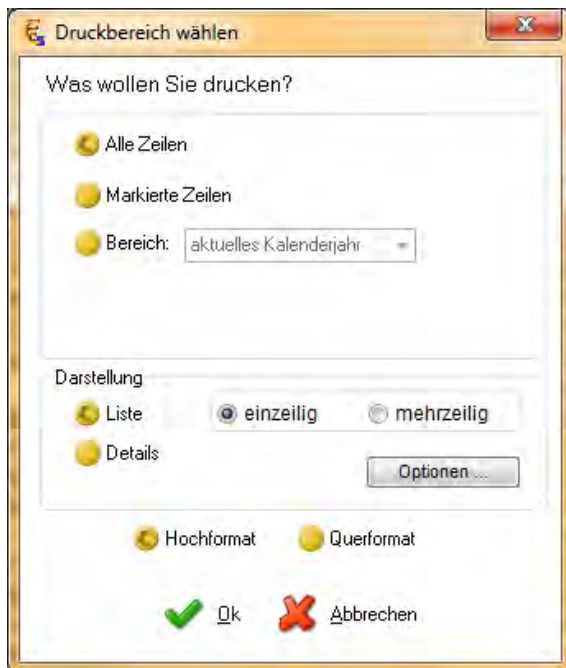 Druckbereich wählen
Was wollen Sie drucken?
Alle Zeilen
Markierte Zeilen
Bereich: aktuelles Kalenderjahr
Darstellung
Liste einzeilig mehrzeilig
Details
Optionen ...
Hochformat Querformat
Ok Abbrechen